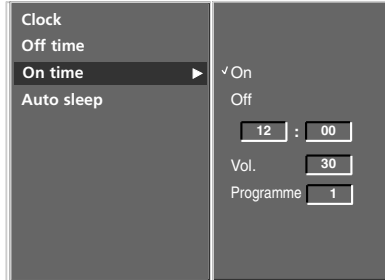 Clock
Off time
On time ►
Auto sleep
✓On
Off
12 : 00
Vol. 30
Programme 1